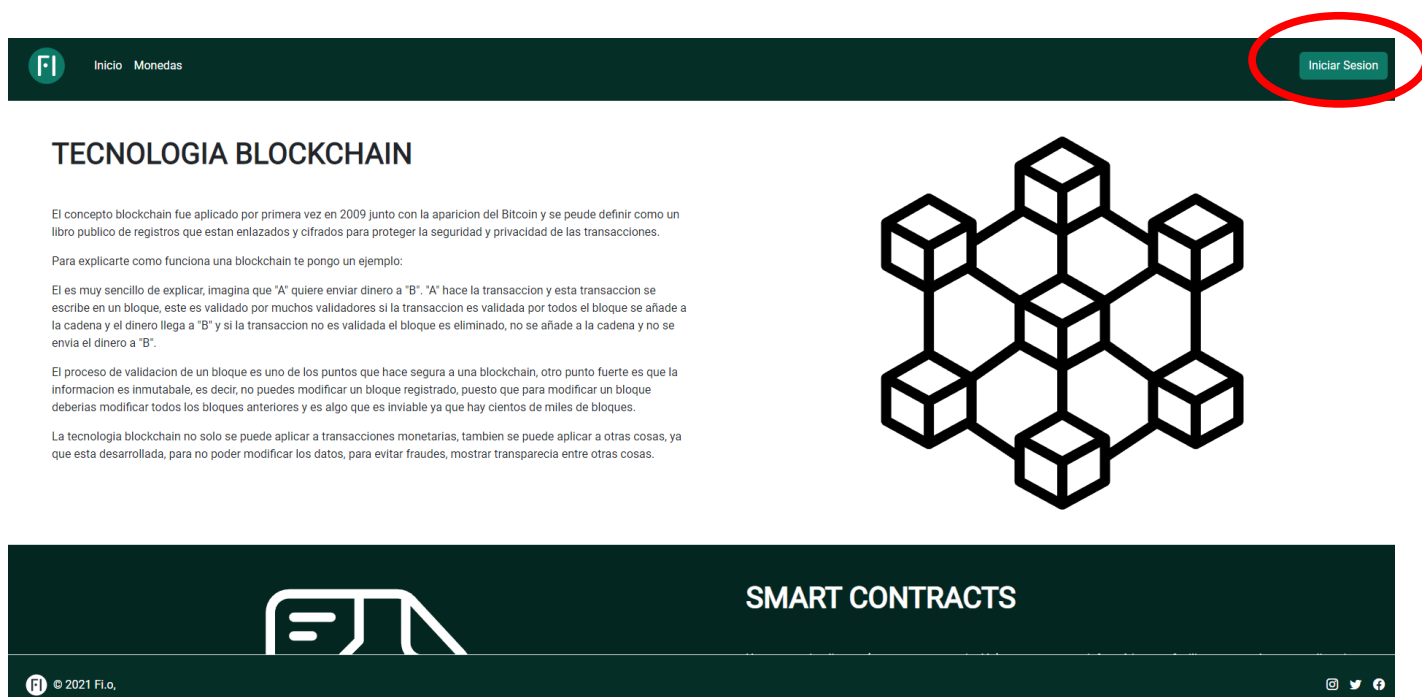 FI
Inicio Monedas
Iniciar Sesion
TECNOLOGIA BLOCKCHAIN
El concepto blockchain fue aplicado por primera vez en 2009 junto con la aparicion del Bitcoin y se peude definir como un
libro publico de registros que estan enlazados y cifrados para proteger la seguridad y privacidad de las transacciones.
Para explicarte como funciona una blockchain te pongo un ejemplo:
El es muy sencillo de explicar, imagina que "A" quiere enviar dinero a "B". "A" hace la transaccion y esta transaccion se
escribe en un bloque, este es validado por muchos validadores si la transaccion es validada por todos el bloque se añade a
la cadena y el dinero llega a "B" y si la transaccion no es validada el bloque es eliminado, no se añade a la cadena y no se
envia el dinero a "B".
El proceso de validacion de un bloque es uno de los puntos que hace segura a una blockchain, otro punto fuerte es que la
informacion es inmutabale, es decir, no puedes modificar un bloque registrado, puesto que para modificar un bloque
deberias modificar todos los bloques anteriores y es algo que es inviable ya que hay cientos de miles de bloques.
La tecnologia blockchain no solo se puede aplicar a transacciones monetarias, tambien se puede aplicar a otras cosas, ya
que esta desarrollada, para no poder modificar los datos, para evitar fraudes, mostrar transparecia entre otras cosas.
SMART CONTRACTS
FI © 2021 Fi.o,